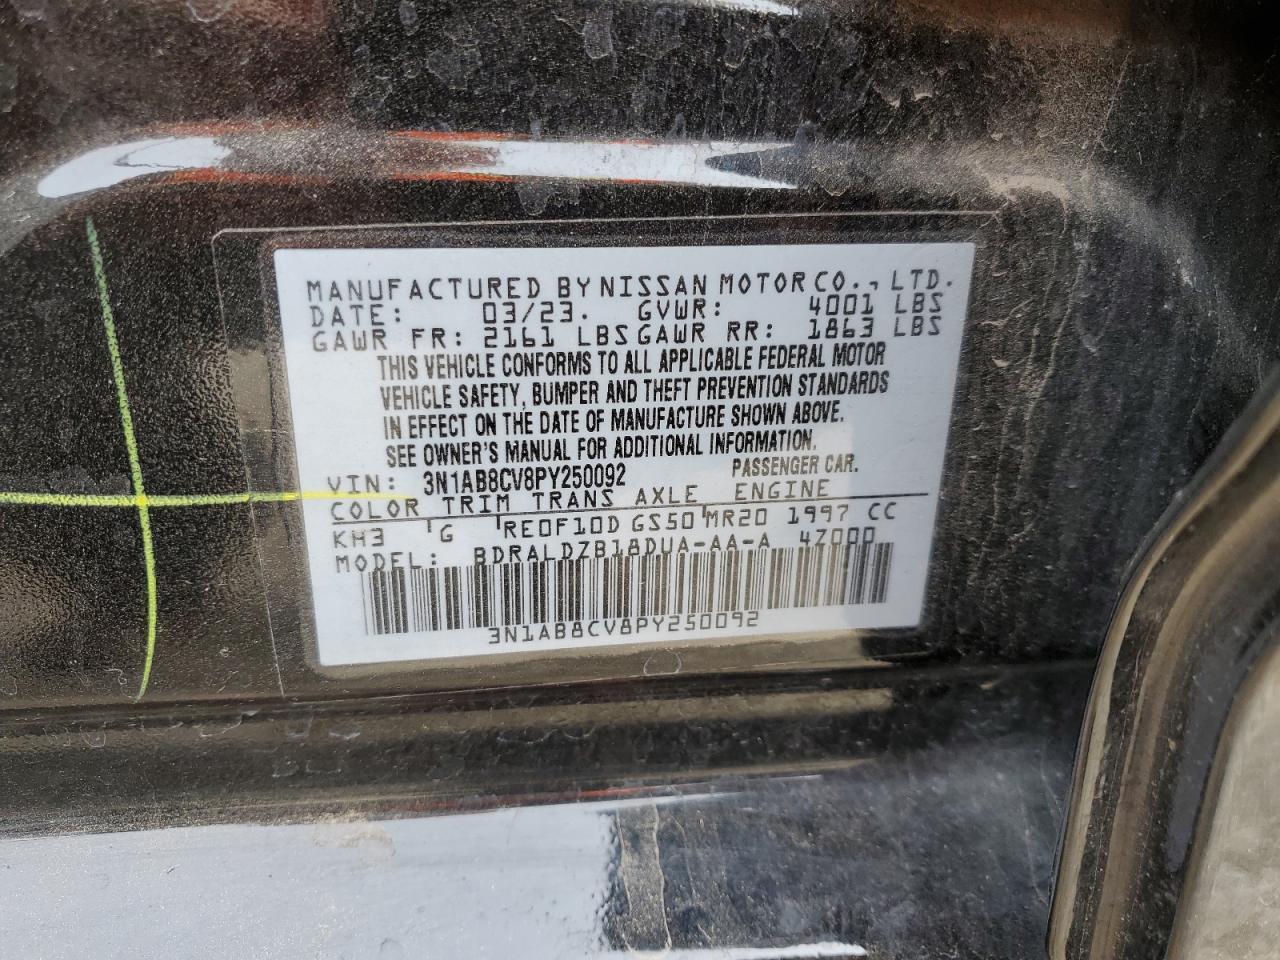 MANUFACTURED BY NISSAN MOTOR CO., LTD.
DATE: 03/23. GVWR: 4001 LBS
GAWR FR: 2161 LBS GAWR RR: 1863 LBS
THIS VEHICLE CONFORMS TO ALL APPLICABLE FEDERAL MOTOR
VEHICLE SAFETY, BUMPER AND THEFT PREVENTION STANDARDS
IN EFFECT ON THE DATE OF MANUFACTURE SHOWN ABOVE.
SEE OWNER'S MANUAL FOR ADDITIONAL INFORMATION.
VIN: 3N1AB8CV8PY250092 PASSENGER CAR.
COLOR TRIM TRANS AXLE ENGINE
KH3 G RE0F10D GS50 MR20 1997 CC
MODEL: BDRALDZB18DUA-AA-A 47000
3N1AB8CV8PY250092